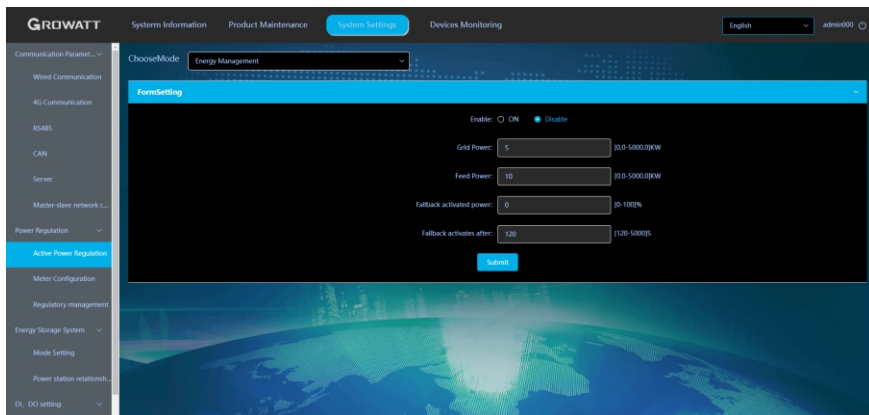 GROWATT
Systerm Information
Product Maintenance
System Settings
Devices Monitoring
English
admin000
Communication Paramet...
Wired Communication
4G Communication
RS485
CAN
Server
Master-slave network c...
Power Regulation
Active Power Regulation
Meter Configuration
Regulatory management
Energy Storage System
Mode Setting
Power station relationsh...
DI、DO setting
ChooseMode
Energy Management
FormSetting
Enable: ON Disable
Grid Power: 5 [0.0-5000.0]KW
Feed Power: 10 [0.0-5000.0]KW
Fallback activated power: 0 [0-100]%
Fallback activates after: 120 [120-5000]S
Submit